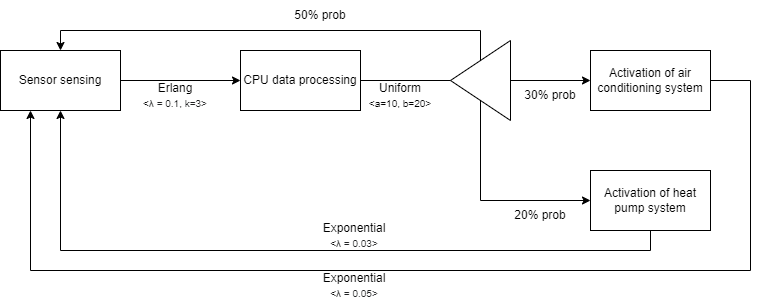 50% prob
Sensor sensing
Erlang
<λ = 0.1, k=3>
CPU data processing
Uniform
<a=10, b=20>
30% prob
Activation of air
conditioning system
20% prob
Activation of heat
pump system
Exponential
<λ = 0.03>
Exponential
<λ = 0.05>